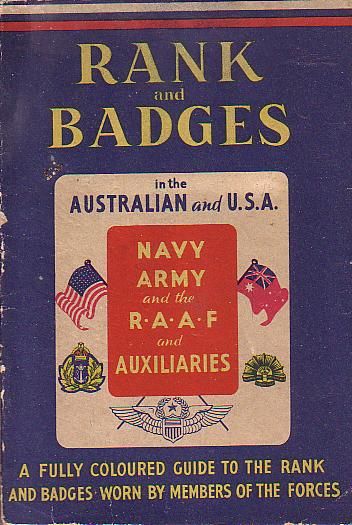 RANK
and
BADGES
in the
AUSTRALIAN and U.S.A.
NAVY
ARMY
and the
R·A·A·F
and
AUXILIARIES
A FULLY COLOURED GUIDE TO THE RANK
AND BADGES WORN BY MEMBERS OF THE FORCES